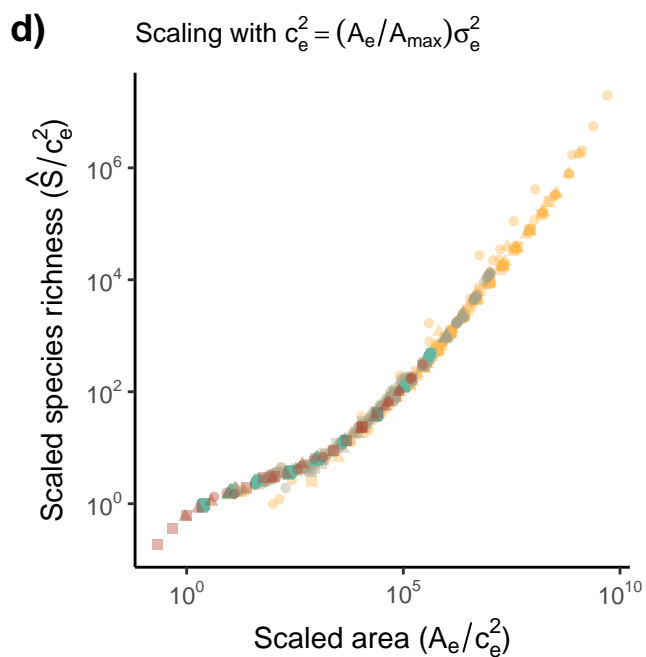 d)
Scaling with c_e^2 = (A_e/A_max)σ_e^2
Scaled species richness (Ŝ/c_e^2)
10^6
10^4
10^2
10^0
10^0 10^5 10^10
Scaled area (A_e/c_e^2)